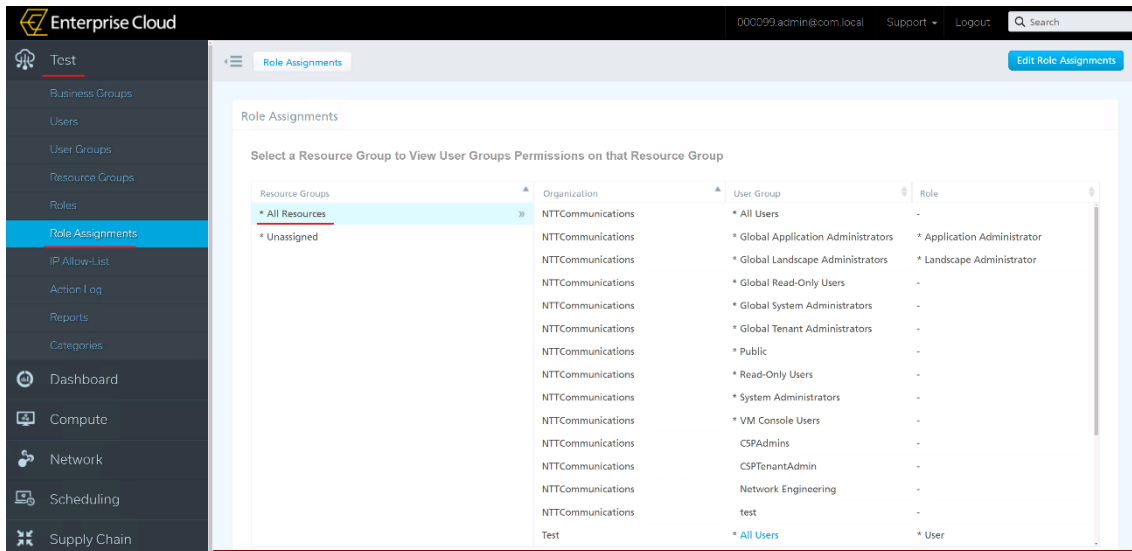 Enterprise Cloud
000099.admin@com.local Support Logout Search
Test
Business Groups
Users
User Groups
Resource Groups
Roles
Role Assignments
IP Allow-List
Action Log
Reports
Categories
Dashboard
Compute
Network
Scheduling
Supply Chain
Role Assignments Edit Role Assignments
Role Assignments
Select a Resource Group to View User Groups Permissions on that Resource Group
Resource Groups Organization User Group Role
* All Resources » NTTCommunications * All Users -
* Unassigned NTTCommunications * Global Application Administrators * Application Administrator
NTTCommunications * Global Landscape Administrators * Landscape Administrator
NTTCommunications * Global Read-Only Users -
NTTCommunications * Global System Administrators -
NTTCommunications * Global Tenant Administrators -
NTTCommunications * Public -
NTTCommunications * Read-Only Users -
NTTCommunications * System Administrators -
NTTCommunications * VM Console Users -
NTTCommunications CSPAdmins -
NTTCommunications CSPTenantAdmin -
NTTCommunications Network Engineering -
NTTCommunications test -
Test * All Users * User